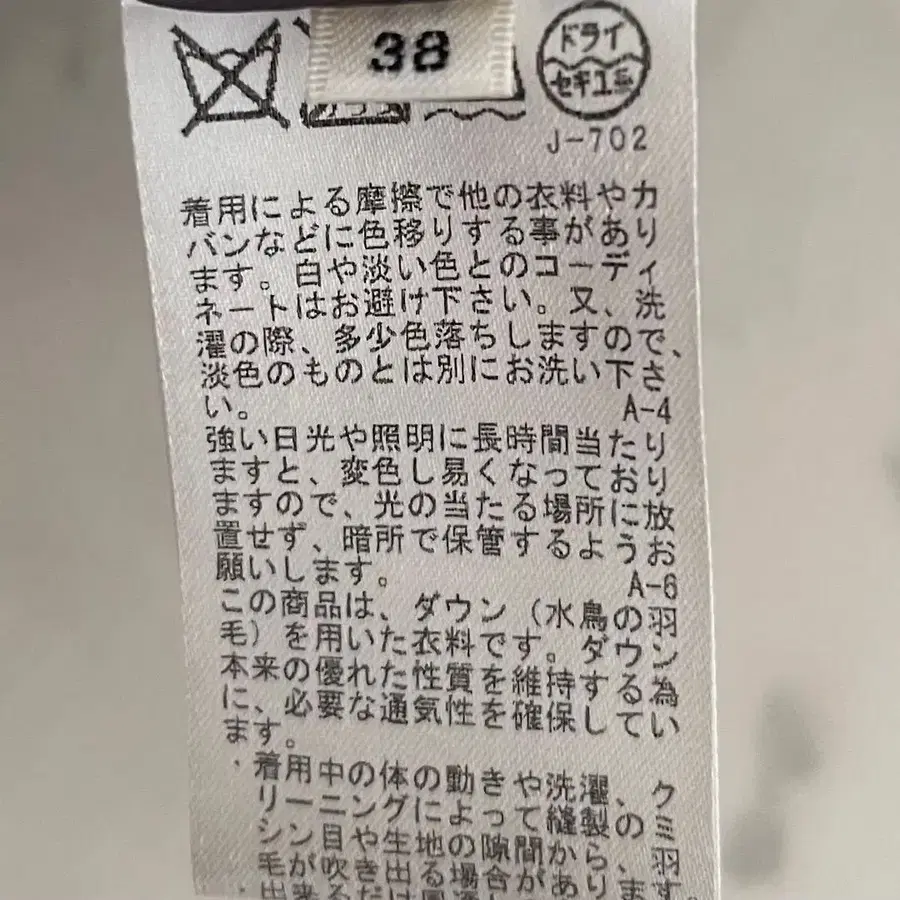 38
ドライ
セキユ系
J-702
着用による摩擦で他の衣料やカ
バンなどに色移りする事があり
ます。白や淡い色とのコーディ
ネートはお避け下さい。又、洗
濯の際、多少色落ちしますので、
淡色のものとは別にお洗い下さ
い。 A-4
強い日光や照明に長時間当たり
ますと、変色し易くなっており
ますので、光の当たる場所に放
置せず、暗所で保管するようお
願いします。 A-6
この商品は、ダウン（水鳥の羽
毛）を用いた衣料です。ダウン
本来の優れた性質を維持する為
に、必要な通気性を確保してい
ます。
・着用中の体の動きや洗濯、ク
リーニングによって縫製のミ
シン目や生地の隙間から、羽
毛が吹き出る場合があります。